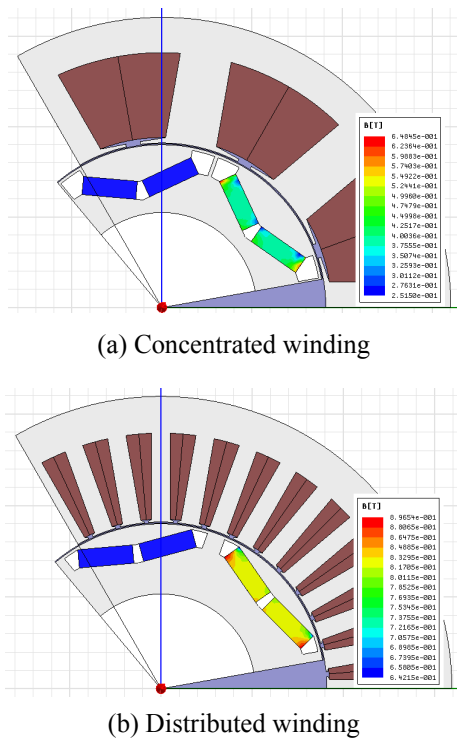 B[T]
6.4845e-001
6.2364e-001
5.9883e-001
5.7403e-001
5.4922e-001
5.2441e-001
4.9960e-001
4.7479e-001
4.4998e-001
4.2517e-001
4.0036e-001
3.7555e-001
3.5074e-001
3.2593e-001
3.0112e-001
2.7631e-001
2.5150e-001
(a) Concentrated winding
B[T]
8.9654e-001
8.8065e-001
8.6475e-001
8.4885e-001
8.3295e-001
8.1705e-001
8.0115e-001
7.8525e-001
7.6935e-001
7.5345e-001
7.3755e-001
7.2165e-001
7.0575e-001
6.8985e-001
6.7395e-001
6.5805e-001
6.4215e-001
(b) Distributed winding